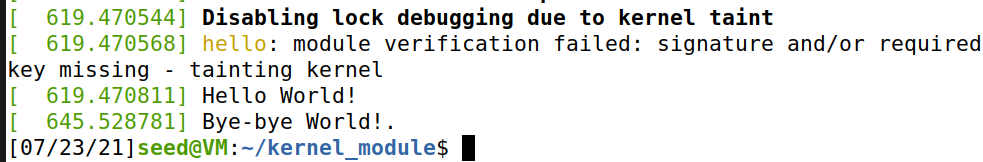 [  619.470544] Disabling lock debugging due to kernel taint
[  619.470568] hello: module verification failed: signature and/or required
key missing - tainting kernel
[  619.470811] Hello World!
[  645.528781] Bye-bye World!.
[07/23/21]seed@VM:~/kernel_module$